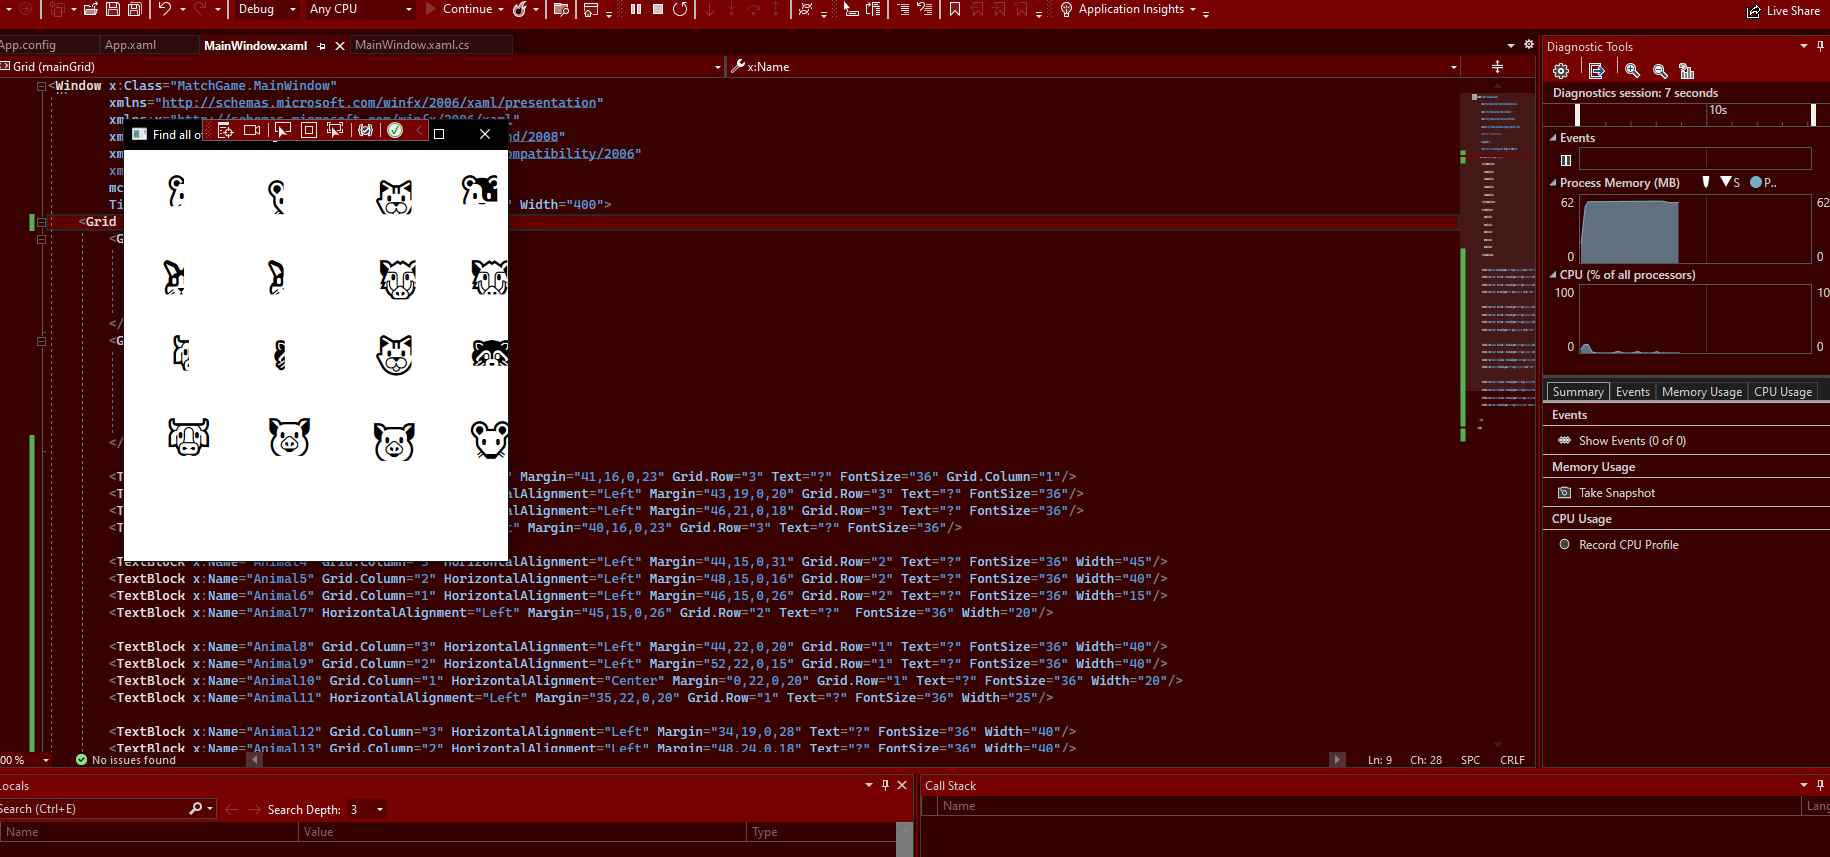 Debug Any CPU Continue Application Insights Live Share
App.config App.xaml MainWindow.xaml MainWindow.xaml.cs
Grid (mainGrid) x:Name
<Window x:Class="MatchGame.MainWindow"
xmlns="http://schemas.microsoft.com/winfx/2006/xaml/presentation"
Find all o
nd/2008"
ompatibility/2006"
mc
Ti " Width="400">
<Grid
<G
</
<G
</
<T " Margin="41,16,0,23" Grid.Row="3" Text="?" FontSize="36" Grid.Column="1"/>
<T lAlignment="Left" Margin="43,19,0,20" Grid.Row="3" Text="?" FontSize="36"/>
<T lAlignment="Left" Margin="46,21,0,18" Grid.Row="3" Text="?" FontSize="36"/>
<T t" Margin="40,16,0,23" Grid.Row="3" Text="?" FontSize="36"/>
<TextBlock x:Name="Animal4" Grid.Column="3" HorizontalAlignment="Left" Margin="44,15,0,31" Grid.Row="2" Text="?" FontSize="36" Width="45"/>
<TextBlock x:Name="Animal5" Grid.Column="2" HorizontalAlignment="Left" Margin="48,15,0,16" Grid.Row="2" Text="?" FontSize="36" Width="40"/>
<TextBlock x:Name="Animal6" Grid.Column="1" HorizontalAlignment="Left" Margin="46,15,0,26" Grid.Row="2" Text="?" FontSize="36" Width="15"/>
<TextBlock x:Name="Animal7" HorizontalAlignment="Left" Margin="45,15,0,26" Grid.Row="2" Text="?"  FontSize="36" Width="20"/>
<TextBlock x:Name="Animal8" Grid.Column="3" HorizontalAlignment="Left" Margin="44,22,0,20" Grid.Row="1" Text="?" FontSize="36" Width="40"/>
<TextBlock x:Name="Animal9" Grid.Column="2" HorizontalAlignment="Left" Margin="52,22,0,15" Grid.Row="1" Text="?" FontSize="36" Width="40"/>
<TextBlock x:Name="Animal10" Grid.Column="1" HorizontalAlignment="Center" Margin="0,22,0,20" Grid.Row="1" Text="?" FontSize="36" Width="20"/>
<TextBlock x:Name="Animal11" HorizontalAlignment="Left" Margin="35,22,0,20" Grid.Row="1" Text="?" FontSize="36" Width="25"/>
<TextBlock x:Name="Animal12" Grid.Column="3" HorizontalAlignment="Left" Margin="34,19,0,28" Text="?" FontSize="36" Width="40"/>
<TextBlock x:Name="Animal13" Grid.Column="2" HorizontalAlignment="Left" Margin="48,24,0,18" Text="?" FontSize="36" Width="40"/>
00 % No issues found Ln: 9 Ch: 28 SPC CRLF
Diagnostic Tools
Diagnostics session: 7 seconds
10s
Events
Process Memory (MB) S P..
62 62
0 0
CPU (% of all processors)
100 10
0 0
Summary Events Memory Usage CPU Usage
Events
Show Events (0 of 0)
Memory Usage
Take Snapshot
CPU Usage
Record CPU Profile
Locals
Search (Ctrl+E) Search Depth: 3
Name Value Type
Call Stack
Name Lang